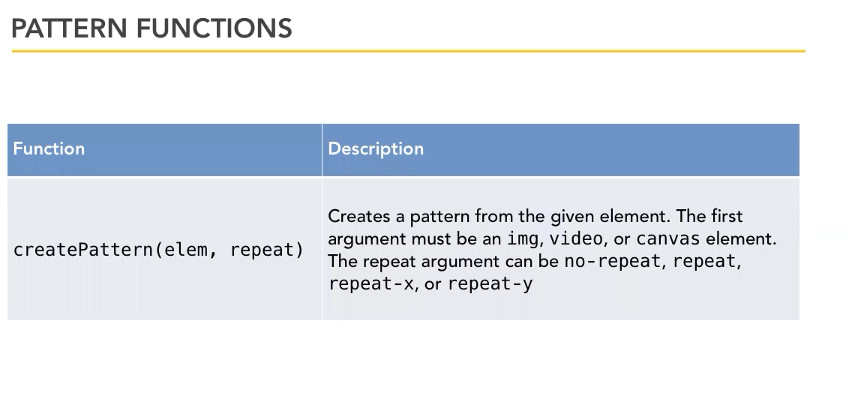 PATTERN FUNCTIONS
Function
Description
createPattern(elem, repeat)
Creates a pattern from the given element. The first
argument must be an img, video, or canvas element.
The repeat argument can be no-repeat, repeat,
repeat-x, or repeat-y